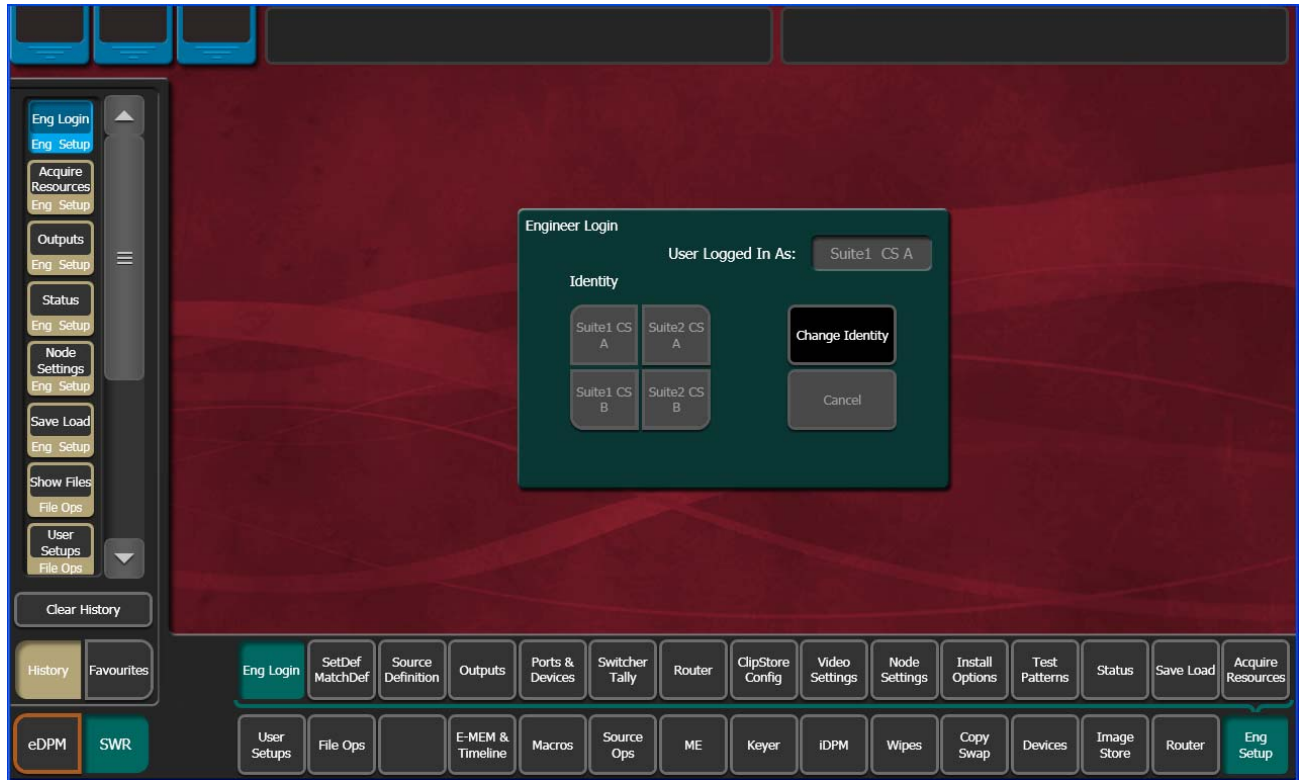 Eng Login
Eng Setup
Acquire
Resources
Eng Setup
Outputs
Eng Setup
Status
Eng Setup
Node
Settings
Eng Setup
Save Load
Eng Setup
Show Files
File Ops
User
Setups
File Ops
Clear History
History
Favourites
eDPM
SWR
Engineer Login
User Logged In As:
Suite1 CS A
Identity
Suite1 CS
A
Suite2 CS
A
Change Identity
Suite1 CS
B
Suite2 CS
B
Cancel
Eng Login
SetDef
MatchDef
Source
Definition
Outputs
Ports &
Devices
Switcher
Tally
Router
ClipStore
Config
Video
Settings
Node
Settings
Install
Options
Test
Patterns
Status
Save Load
Acquire
Resources
User
Setups
File Ops
E-MEM &
Timeline
Macros
Source
Ops
ME
Keyer
iDPM
Wipes
Copy
Swap
Devices
Image
Store
Router
Eng
Setup